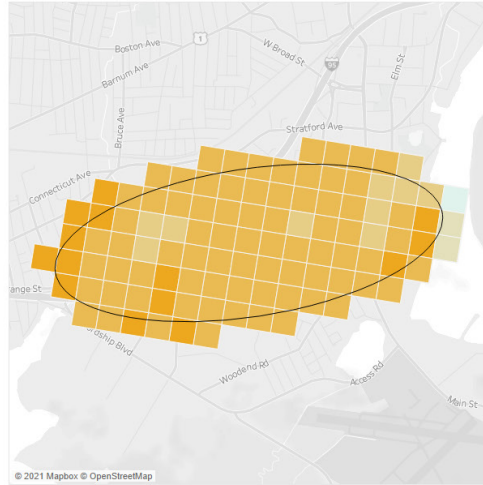 Boston Ave
1
W Broad St
95
Elm St
Barnum Ave
Bruce Ave
Stratford Ave
Connecticut Ave
range St
rdship Blvd
Woodend Rd
Access Rd
Main St
© 2021 Mapbox © OpenStreetMap